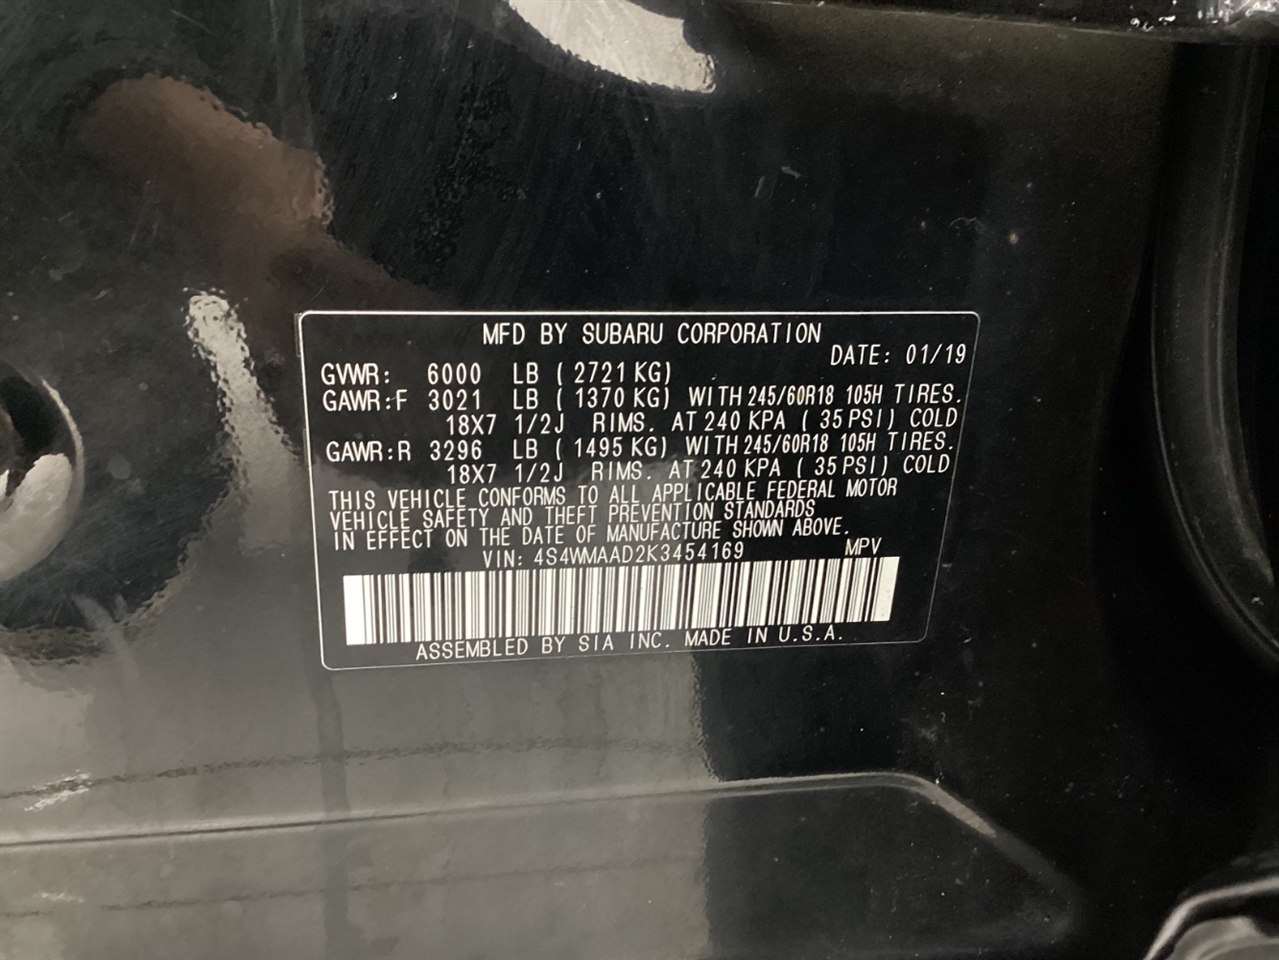 MFD BY SUBARU CORPORATION
DATE: 01/19
GVWR: 6000 LB ( 2721 KG)
GAWR:F 3021 LB ( 1370 KG) WITH 245/60R18 105H TIRES.
18X7 1/2J RIMS. AT 240 KPA ( 35 PSI) COLD
GAWR:R 3296 LB ( 1495 KG) WITH 245/60R18 105H TIRES.
18X7 1/2J RIMS. AT 240 KPA ( 35 PSI) COLD
THIS VEHICLE CONFORMS TO ALL APPLICABLE FEDERAL MOTOR
VEHICLE SAFETY AND THEFT PREVENTION STANDARDS
IN EFFECT ON THE DATE OF MANUFACTURE SHOWN ABOVE.
VIN: 4S4WMAAD2K3454169 MPV
ASSEMBLED BY SIA INC. MADE IN U.S.A.